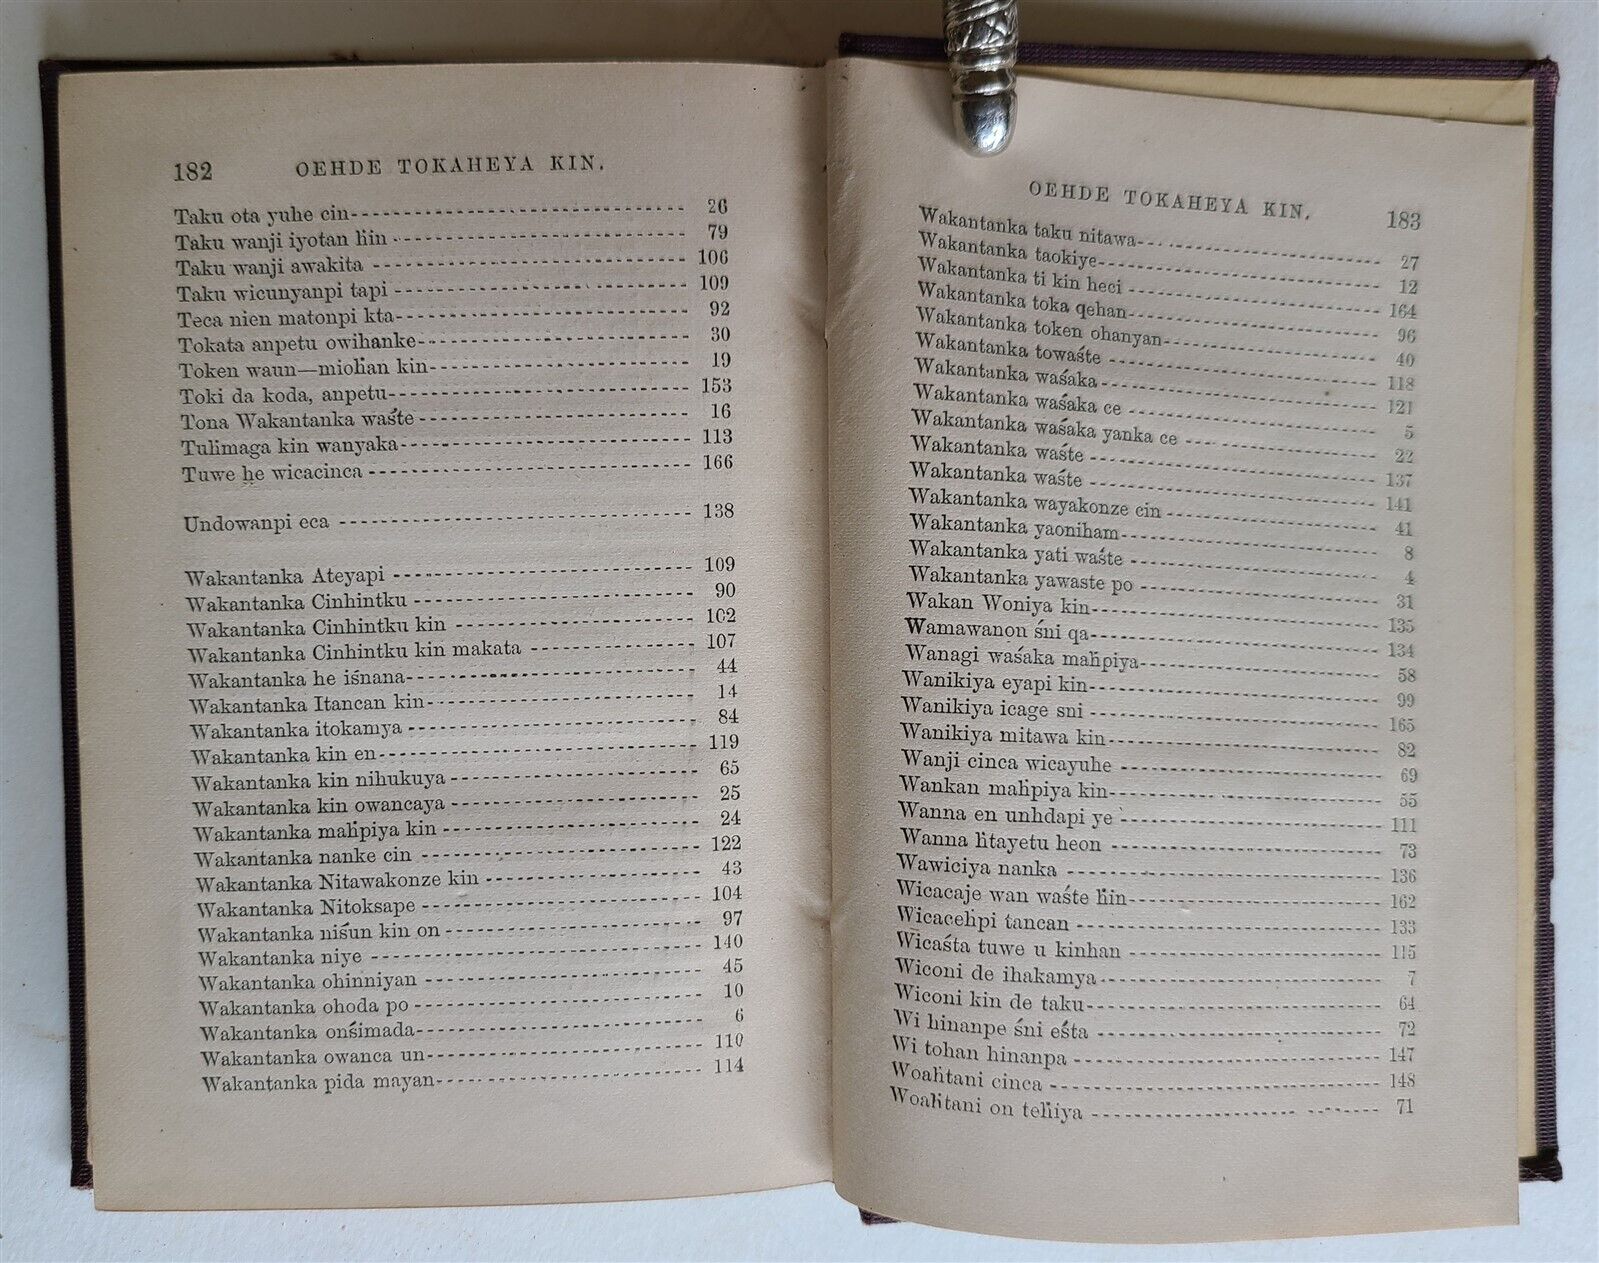 182 OEHDE TOKAHEYA KIN.
Taku ota yuhe cin 26
Taku wanji iyotan ḣin 79
Taku wanji awakita 106
Taku wicunyanpi tapi 109
Teca nien matonpi kta 92
Tokata anpetu owihanke 30
Token waun—mioḣan kin 19
Toki da koda, anpetu 153
Tona Wakantanka waśte 16
Tuḣmaga kin wanyaka 113
Tuwe he wicacinca 166
Undowanpi eca 138
Wakantanka Ateyapi 109
Wakantanka Cinhintku 90
Wakantanka Cinhintku kin 102
Wakantanka Cinhintku kin makata 107
Wakantanka he iśnana 44
Wakantanka Itancan kin 14
Wakantanka itokamya 84
Wakantanka kin en 119
Wakantanka kin nihukuya 65
Wakantanka kin owancaya 25
Wakantanka maḣpiya kin 24
Wakantanka nanke cin 122
Wakantanka Nitawakonze kin 43
Wakantanka Nitoksape 104
Wakantanka niśun kin on 97
Wakantanka niye 140
Wakantanka ohinniyan 45
Wakantanka ohoda po 10
Wakantanka onśimada 6
Wakantanka owanca un 110
Wakantanka pida mayan 114
OEHDE TOKAHEYA KIN. 183
Wakantanka taku nitawa 27
Wakantanka taokiye 12
Wakantanka ti kin heci 164
Wakantanka toka qehan 96
Wakantanka token ohanyan 40
Wakantanka towaśte 118
Wakantanka waśaka 121
Wakantanka waśaka ce 5
Wakantanka waśaka yanka ce 22
Wakantanka waśte 137
Wakantanka waśte 141
Wakantanka wayakonze cin 41
Wakantanka yaoniham 8
Wakantanka yati waśte 4
Wakantanka yawaste po 31
Wakan Woniya kin 135
Wamawanon śni qa 134
Wanagi waśaka maḣpiya 58
Wanikiya eyapi kin 99
Wanikiya icage sni 165
Wanikiya mitawa kin 82
Wanji cinca wicayuhe 69
Wankan maḣpiya kin 55
Wanna en unhdapi ye 111
Wanna ḣtayetu heon 73
Wawiciya nanka 136
Wicacaje wan waśte ḣin 162
Wicaceḣpi tancan 133
Wicaśta tuwe u kinhan 115
Wiconi de ihakamya 7
Wiconi kin de taku 64
Wi hinanpe śni eśta 72
Wi tohan hinanpa 147
Woaḣtani cinca 148
Woaḣtani on teḣiya 71